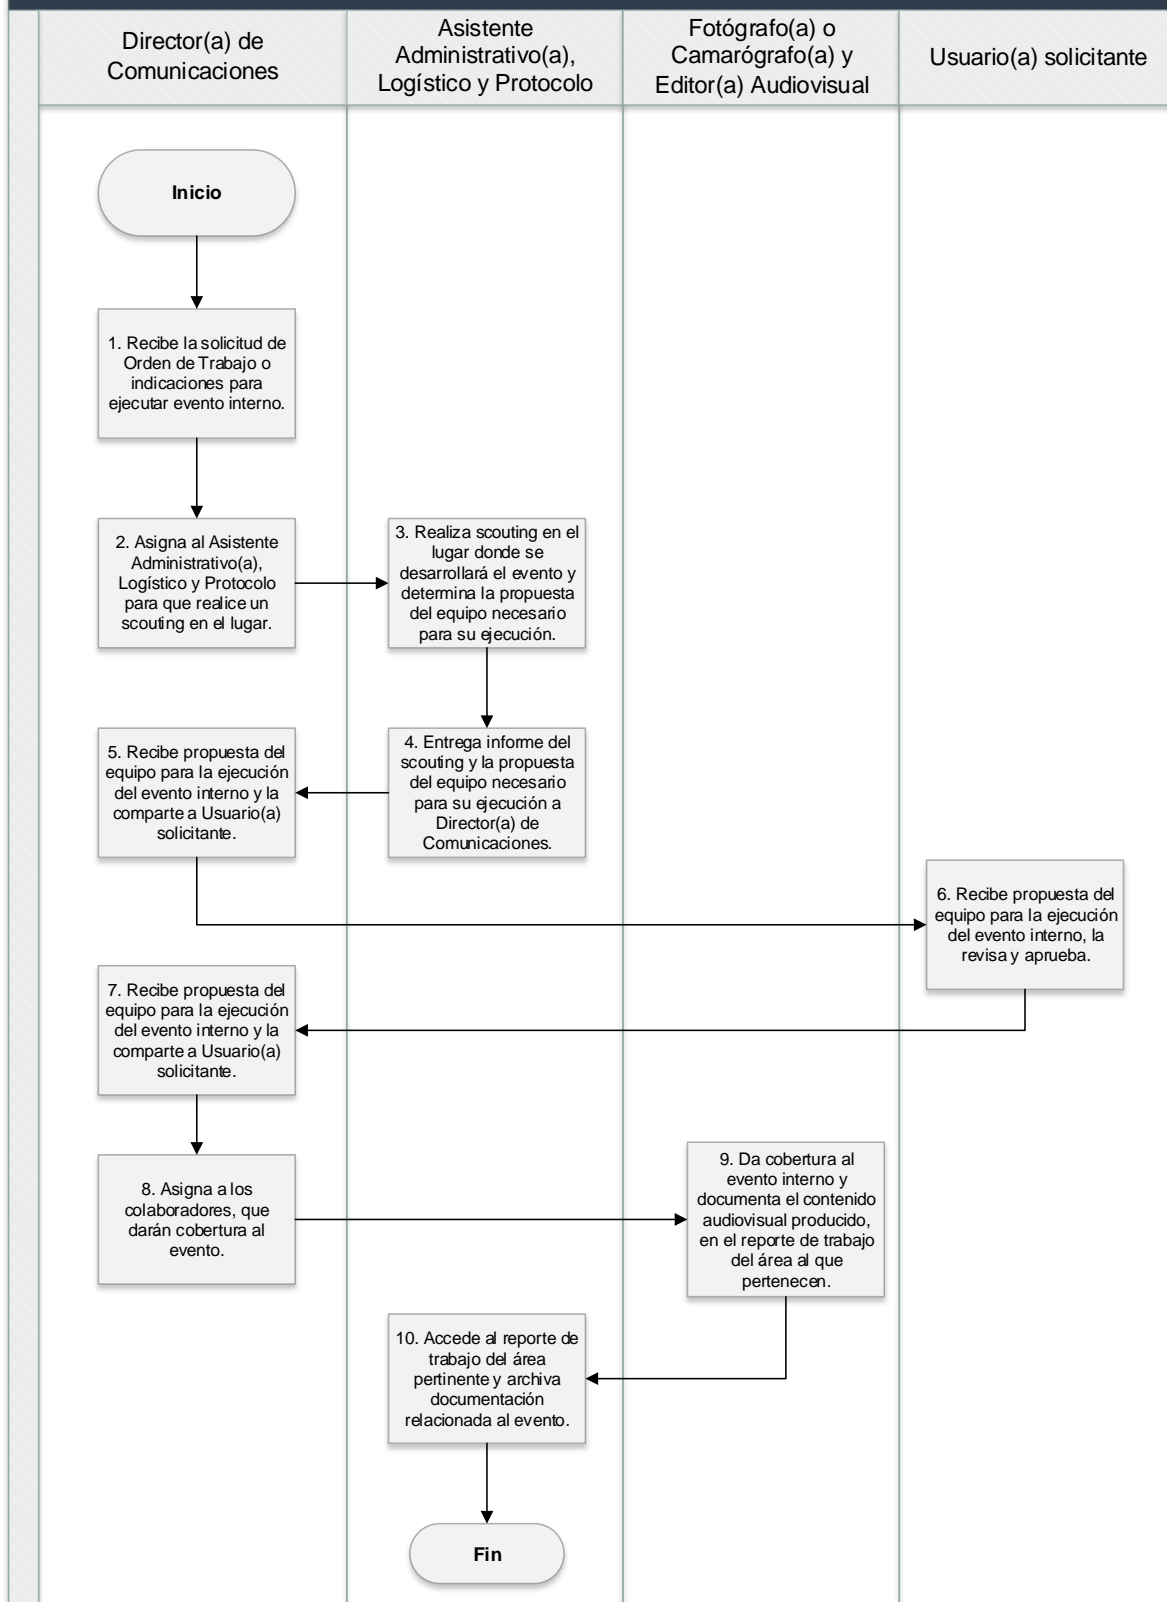 Director(a) de
Comunicaciones
Asistente
Administrativo(a),
Logístico y Protocolo
Fotógrafo(a) o
Camarógrafo(a) y
Editor(a) Audiovisual
Usuario(a) solicitante
Inicio
1. Recibe la solicitud de
Orden de Trabajo o
indicaciones para
ejecutar evento interno.
2. Asigna al Asistente
Administrativo(a),
Logístico y Protocolo
para que realice un
scouting en el lugar.
3. Realiza scouting en el
lugar donde se
desarrollará el evento y
determina la propuesta
del equipo necesario
para su ejecución.
4. Entrega informe del
scouting y la propuesta
del equipo necesario
para su ejecución a
Director(a) de
Comunicaciones.
5. Recibe propuesta del
equipo para la ejecución
del evento interno y la
comparte a Usuario(a)
solicitante.
6. Recibe propuesta del
equipo para la ejecución
del evento interno, la
revisa y aprueba.
7. Recibe propuesta del
equipo para la ejecución
del evento interno y la
comparte a Usuario(a)
solicitante.
8. Asigna a los
colaboradores, que
darán cobertura al
evento.
9. Da cobertura al
evento interno y
documenta el contenido
audiovisual producido,
en el reporte de trabajo
del área al que
pertenecen.
10. Accede al reporte de
trabajo del área
pertinente y archiva
documentación
relacionada al evento.
Fin